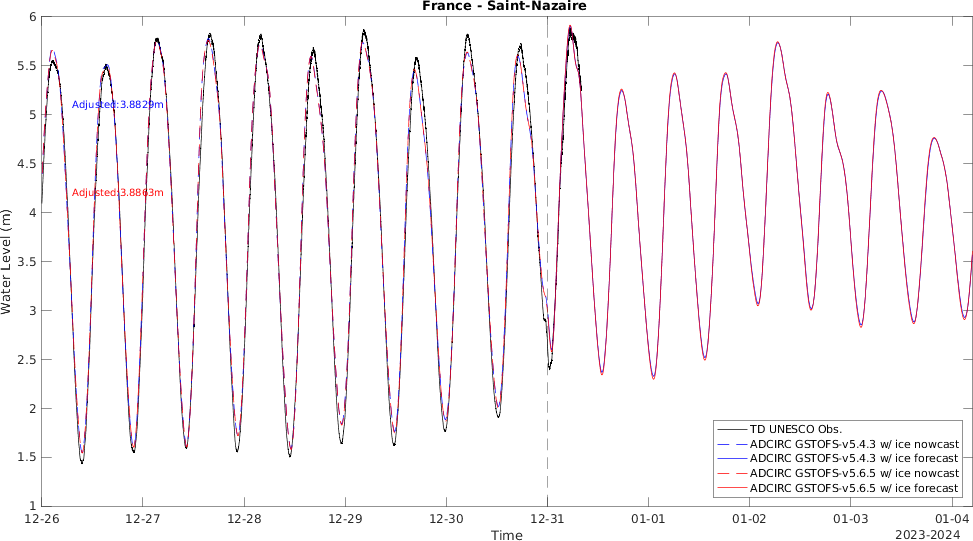 France - Saint-Nazaire
6
5.5
5
4.5
4
3.5
3
2.5
2
1.5
1
Water Level (m)
Adjusted:3.8829m
Adjusted:3.8863m
TD UNESCO Obs.
ADCIRC GSTOFS-v5.4.3 w/ ice nowcast
ADCIRC GSTOFS-v5.4.3 w/ ice forecast
ADCIRC GSTOFS-v5.6.5 w/ ice nowcast
ADCIRC GSTOFS-v5.6.5 w/ ice forecast
12-26 12-27 12-28 12-29 12-30 12-31 01-01 01-02 01-03 01-04
Time
2023-2024